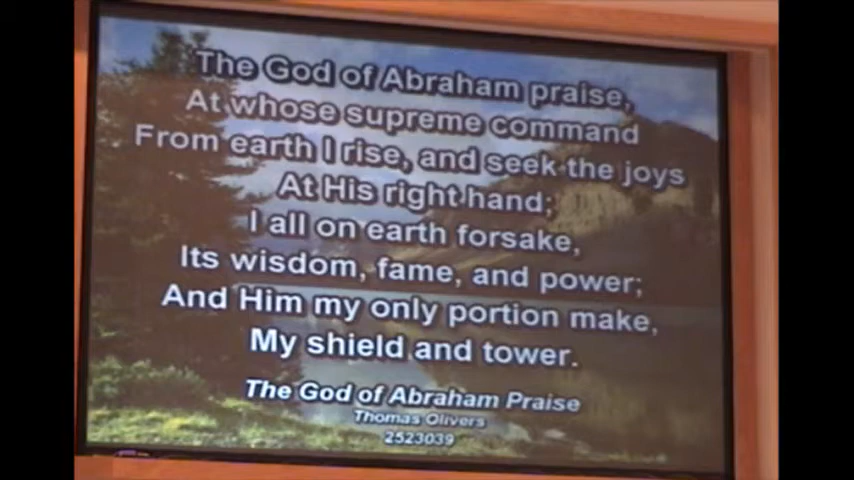 The God of Abraham praise,
At whose supreme command
From earth I rise, and seek the joys
At His right hand;
I all on earth forsake,
Its wisdom, fame, and power;
And Him my only portion make,
My shield and tower.
The God of Abraham Praise
Thomas Olivers
2523039